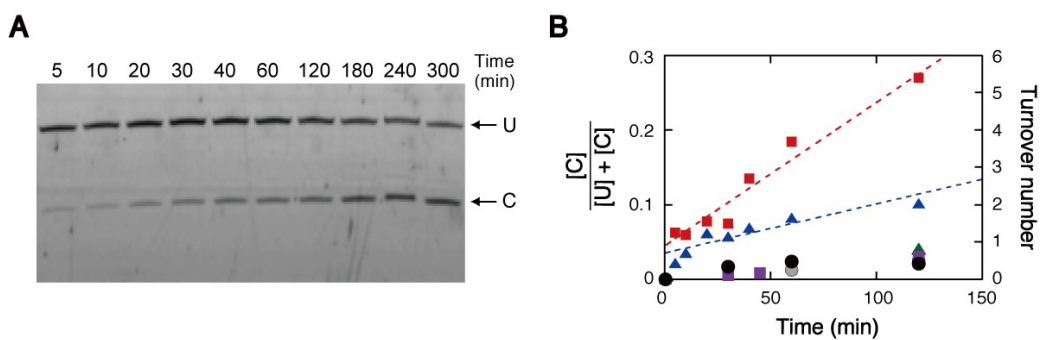 A
5 10 20 30 40 60 120 180 240 300 Time (min)
← U
← C
B
0.3
0.2
0.1
0
[C]
[U] + [C]
6
5
4
3
2
1
0
Turnover number
0 50 100 150
Time (min)